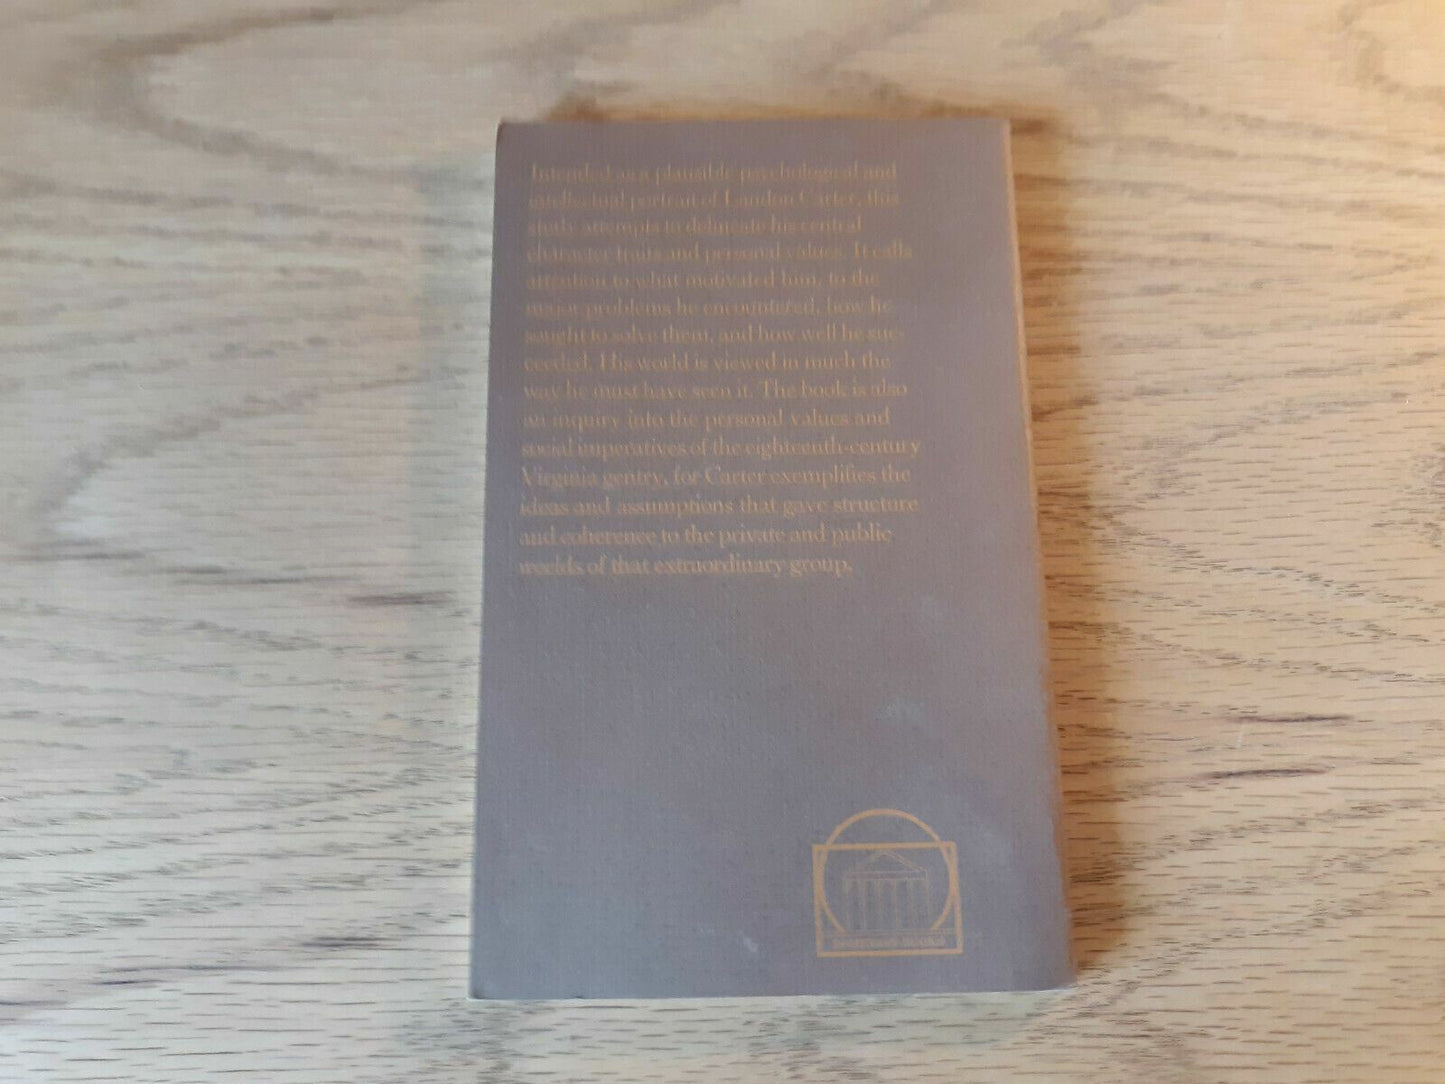 Intended as a plausible psychological and
intellectual portrait of Landon Carter, this
study attempts to delineate his central
character traits and personal values. It calls
attention to what motivated him, to the
major problems he encountered, how he
sought to solve them, and how well he suc-
ceeded. His world is viewed in much the
way he must have seen it. The book is also
an inquiry into the personal values and
social imperatives of the eighteenth-century
Virginia gentry, for Carter exemplifies the
ideas and assumptions that gave structure
and coherence to the private and public
worlds of that extraordinary group.
BOOKS